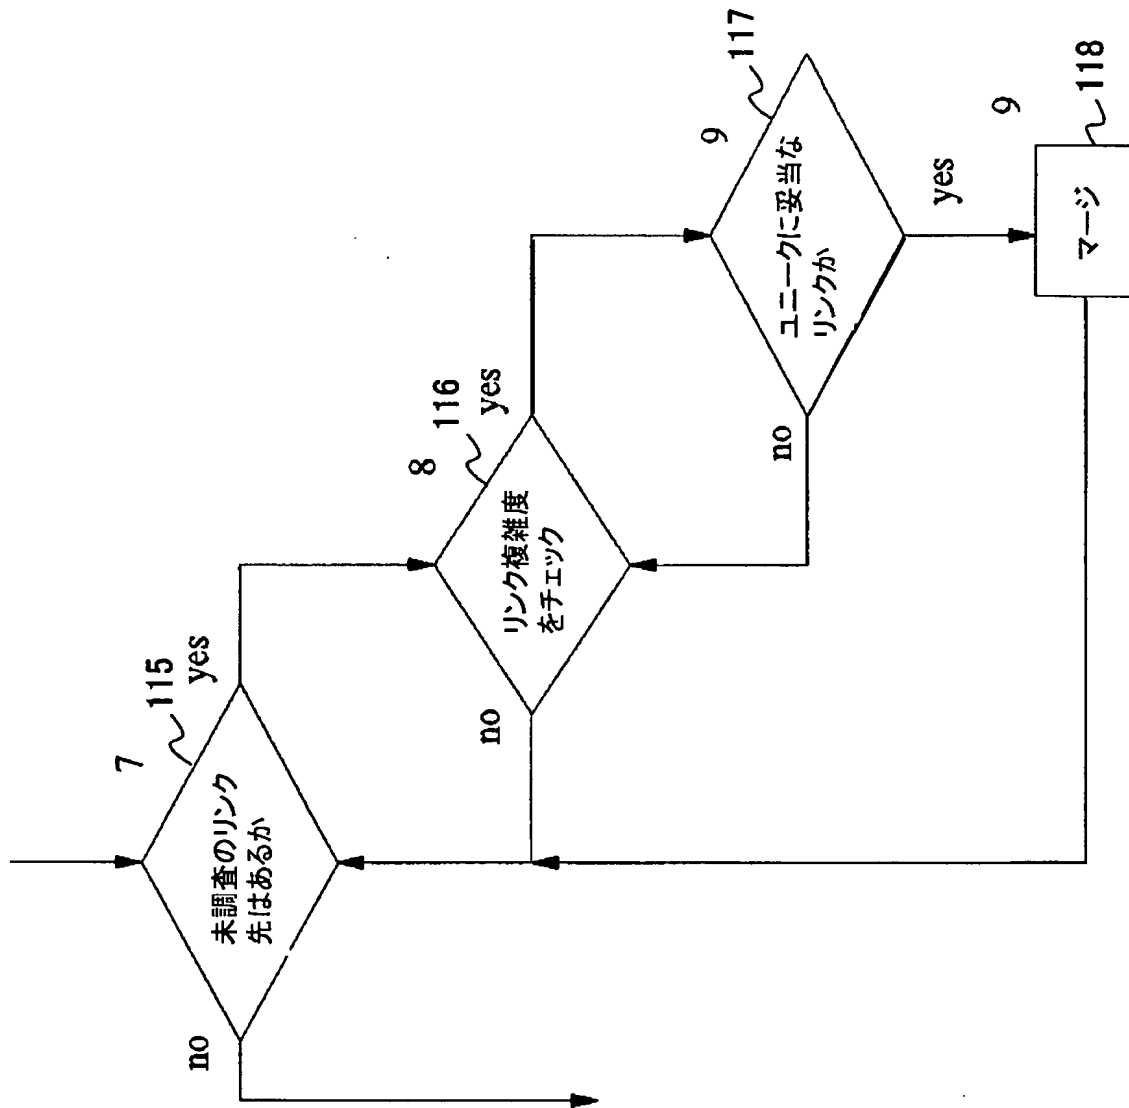 7
115
未調査のリンク
先はあるか
yes
no
8
116
リンク複雑度
をチェック
yes
no
9
117
ユニークに妥当な
リンクか
no
yes
9
118
マージ